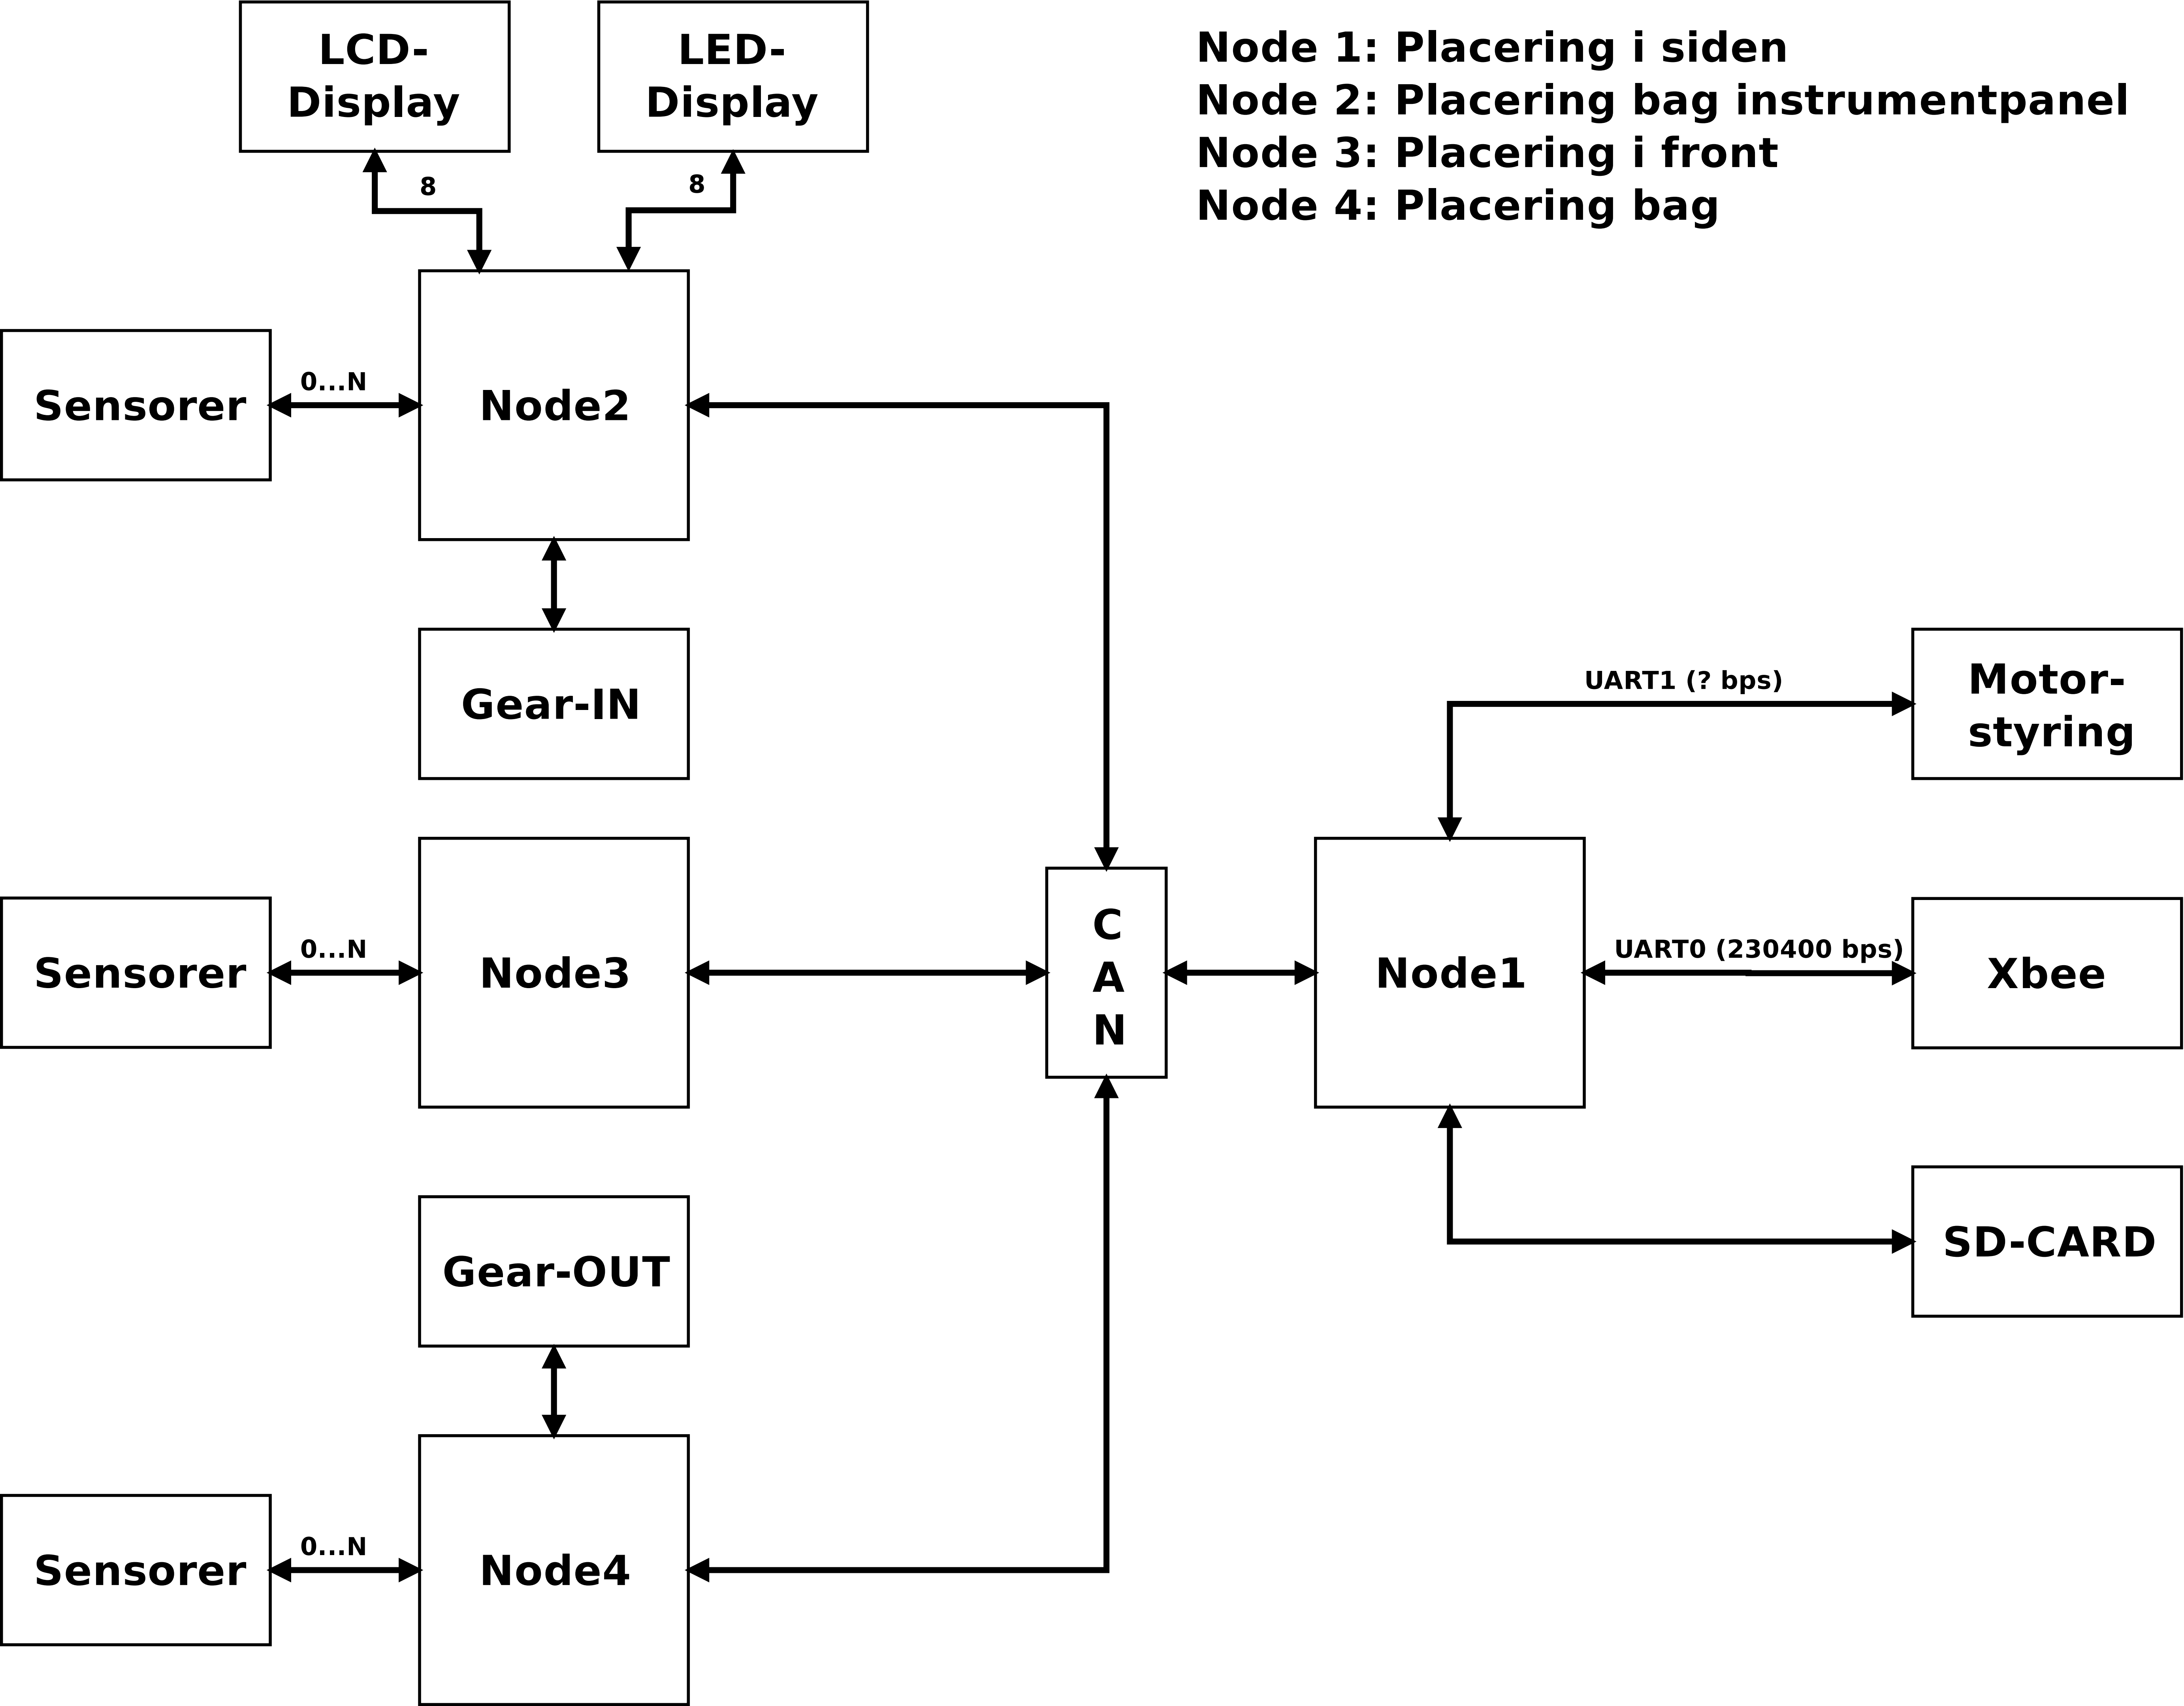 LCD-
Display
LED-
Display
Node 1: Placering i siden
Node 2: Placering bag instrumentpanel
Node 3: Placering i front
Node 4: Placering bag
8
8
Sensorer
0...N
Node2
Gear-IN
UART1 (? bps)
Motor-
styring
Sensorer
0...N
Node3
C
A
N
Node1
UART0 (230400 bps)
Xbee
Gear-OUT
SD-CARD
Sensorer
0...N
Node4